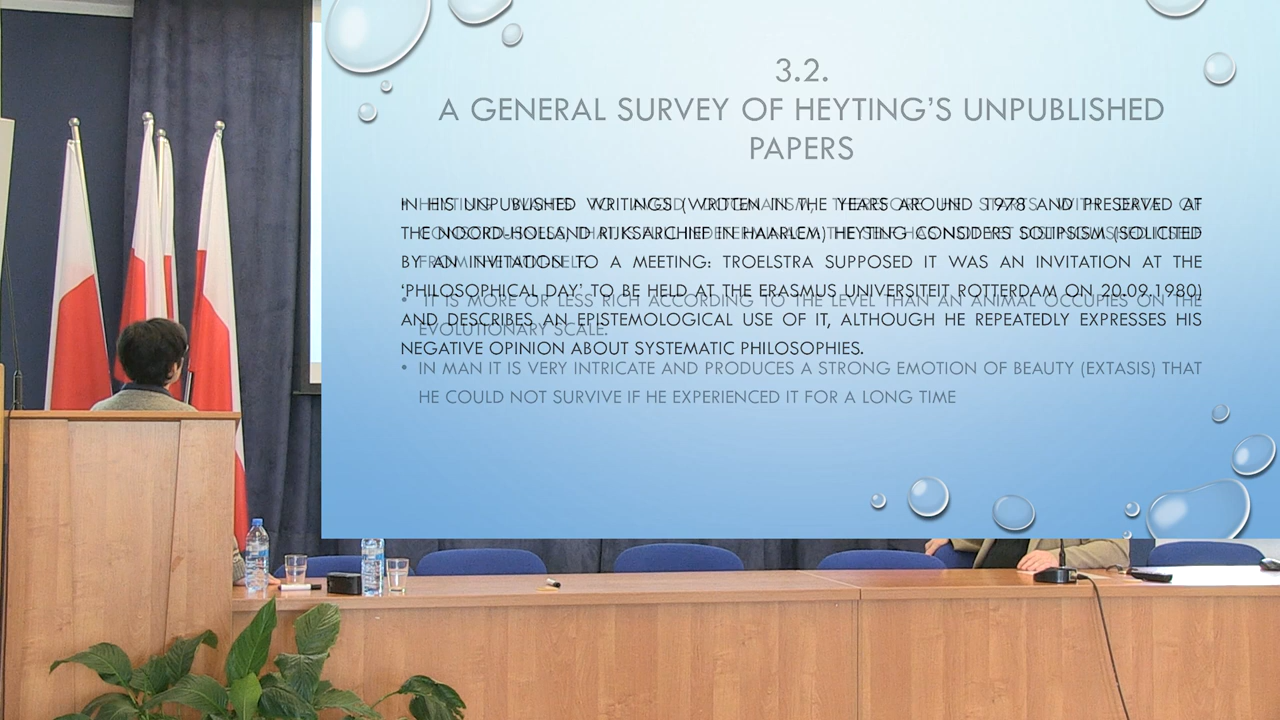 3.2.
A GENERAL SURVEY OF HEYTING'S UNPUBLISHED
PAPERS
IN HIS UNPUBLISHED WRITINGS (WRITTEN IN THE YEARS AROUND 1978 AND PRESERVED AT
THE NOORD-HOLLAND RIJKSARCHIEF IN HAARLEM) HEYTING CONSIDERS SOLIPSISM (SOLICITED
BY AN INVITATION TO A MEETING: TROELSTRA SUPPOSED IT WAS AN INVITATION AT THE
'PHILOSOPHICAL DAY' TO BE HELD AT THE ERASMUS UNIVERSITEIT ROTTERDAM ON 20.09.1980)
AND DESCRIBES AN EPISTEMOLOGICAL USE OF IT, ALTHOUGH HE REPEATEDLY EXPRESSES HIS
NEGATIVE OPINION ABOUT SYSTEMATIC PHILOSOPHIES.
• IT IS MORE OR LESS RICH ACCORDING TO THE LEVEL THAN AN ANIMAL OCCUPIES ON THE
EVOLUTIONARY SCALE.
• IN MAN IT IS VERY INTRICATE AND PRODUCES A STRONG EMOTION OF BEAUTY (EXTASIS) THAT
HE COULD NOT SURVIVE IF HE EXPERIENCED IT FOR A LONG TIME